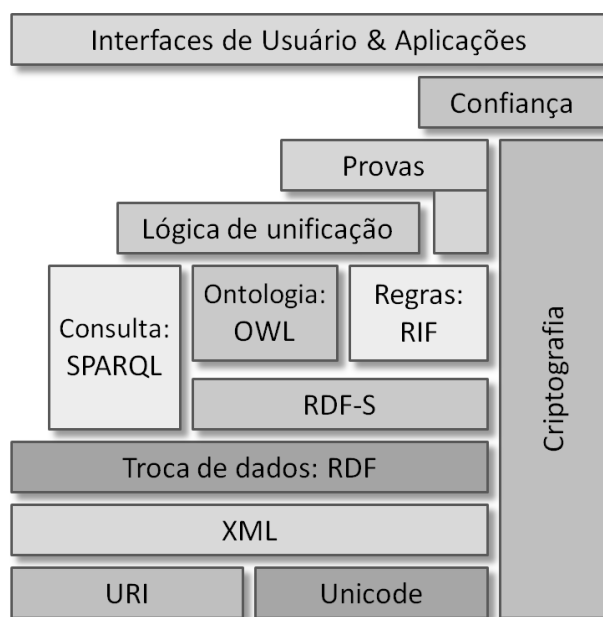 Interfaces de Usuário & Aplicações
Confiança
Provas
Lógica de unificação
Consulta:
SPARQL
Ontologia:
OWL
Regras:
RIF
RDF-S
Troca de dados: RDF
XML
URI
Unicode
Criptografia